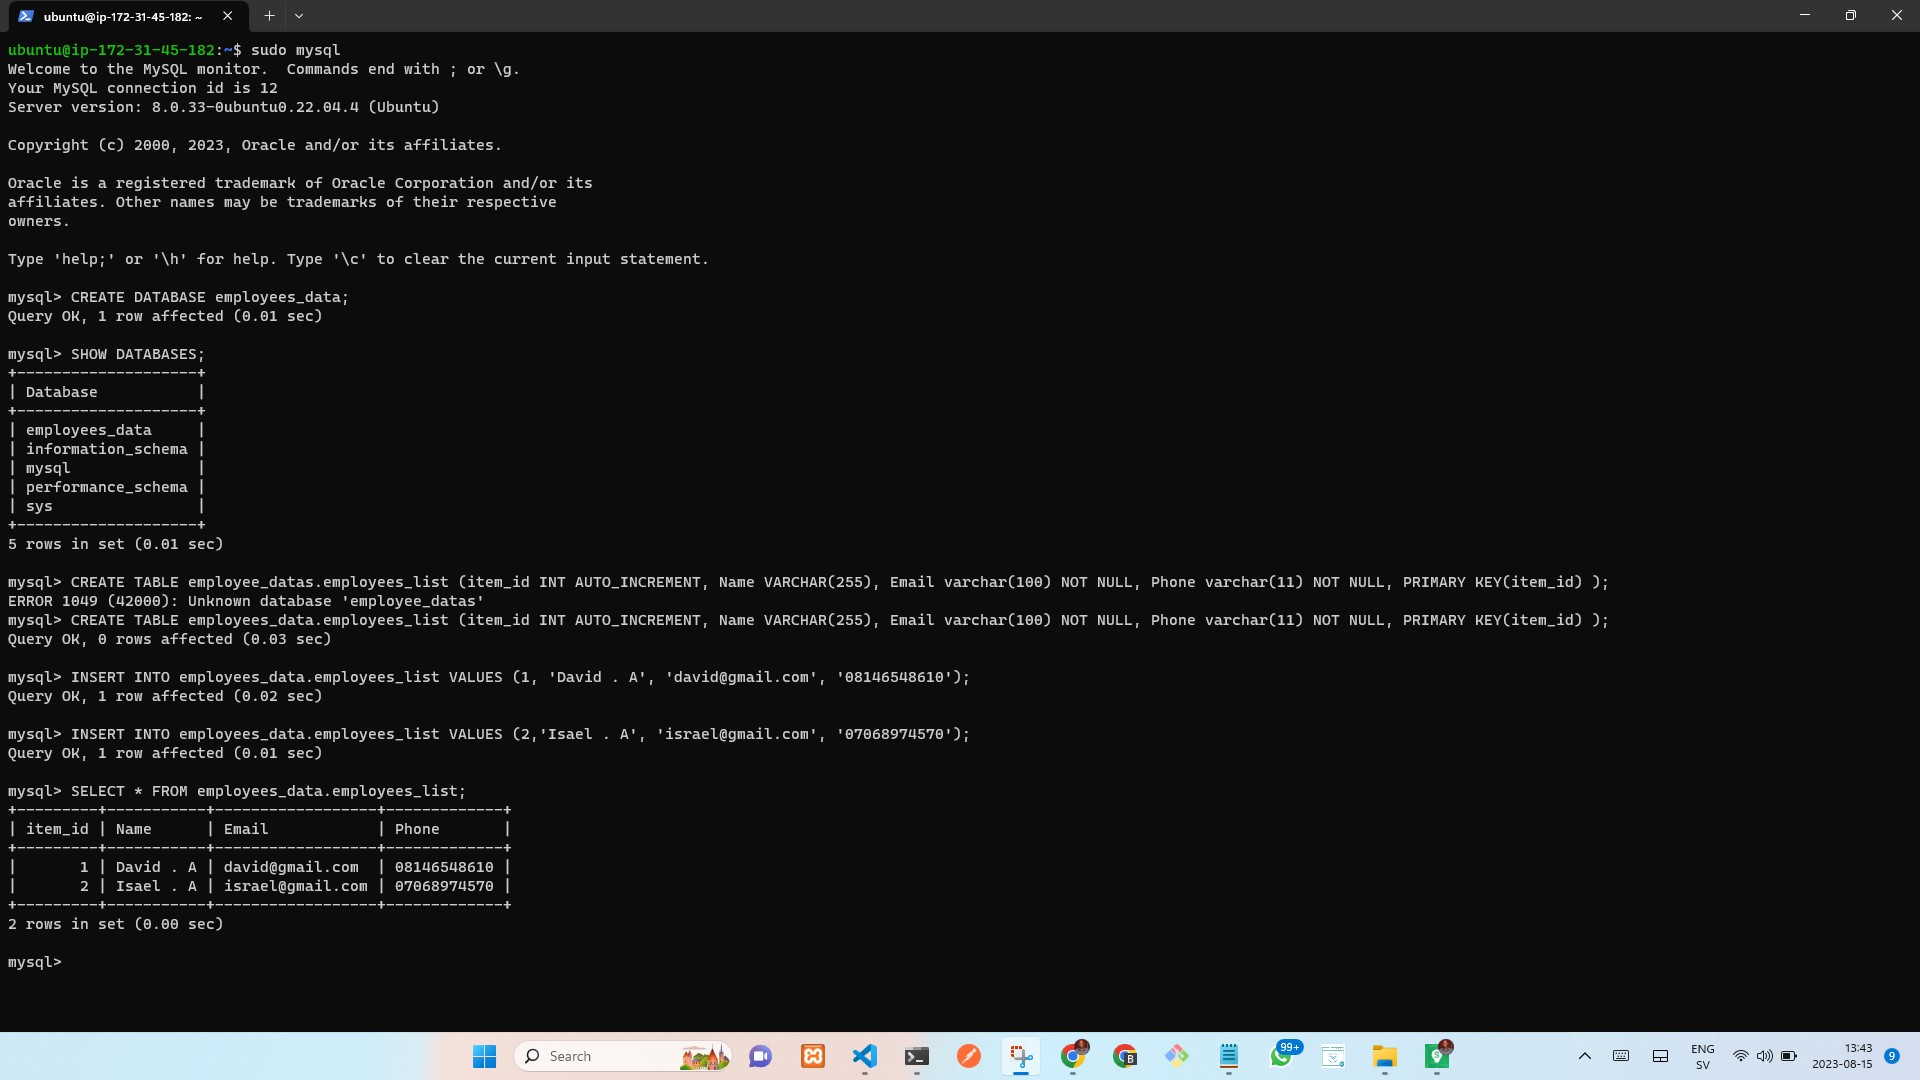 ubuntu@ip-172-31-45-182: ~
ubuntu@ip-172-31-45-182:~$ sudo mysql
Welcome to the MySQL monitor.  Commands end with ; or \g.
Your MySQL connection id is 12
Server version: 8.0.33-0ubuntu0.22.04.4 (Ubuntu)
Copyright (c) 2000, 2023, Oracle and/or its affiliates.
Oracle is a registered trademark of Oracle Corporation and/or its
affiliates. Other names may be trademarks of their respective
owners.
Type 'help;' or '\h' for help. Type '\c' to clear the current input statement.
mysql> CREATE DATABASE employees_data;
Query OK, 1 row affected (0.01 sec)
mysql> SHOW DATABASES;
+--------------------+
| Database           |
+--------------------+
| employees_data     |
| information_schema |
| mysql              |
| performance_schema |
| sys                |
+--------------------+
5 rows in set (0.01 sec)
mysql> CREATE TABLE employee_datas.employees_list (item_id INT AUTO_INCREMENT, Name VARCHAR(255), Email varchar(100) NOT NULL, Phone varchar(11) NOT NULL, PRIMARY KEY(item_id) );
ERROR 1049 (42000): Unknown database 'employee_datas'
mysql> CREATE TABLE employees_data.employees_list (item_id INT AUTO_INCREMENT, Name VARCHAR(255), Email varchar(100) NOT NULL, Phone varchar(11) NOT NULL, PRIMARY KEY(item_id) );
Query OK, 0 rows affected (0.03 sec)
mysql> INSERT INTO employees_data.employees_list VALUES (1, 'David . A', 'david@gmail.com', '08146548610');
Query OK, 1 row affected (0.02 sec)
mysql> INSERT INTO employees_data.employees_list VALUES (2,'Isael . A', 'israel@gmail.com', '07068974570');
Query OK, 1 row affected (0.01 sec)
mysql> SELECT * FROM employees_data.employees_list;
+---------+-----------+------------------+-------------+
| item_id | Name      | Email            | Phone       |
+---------+-----------+------------------+-------------+
|       1 | David . A | david@gmail.com  | 08146548610 |
|       2 | Isael . A | israel@gmail.com | 07068974570 |
+---------+-----------+------------------+-------------+
2 rows in set (0.00 sec)
mysql>
Search
99+
ENG
SV
13:43
2023-08-15
9